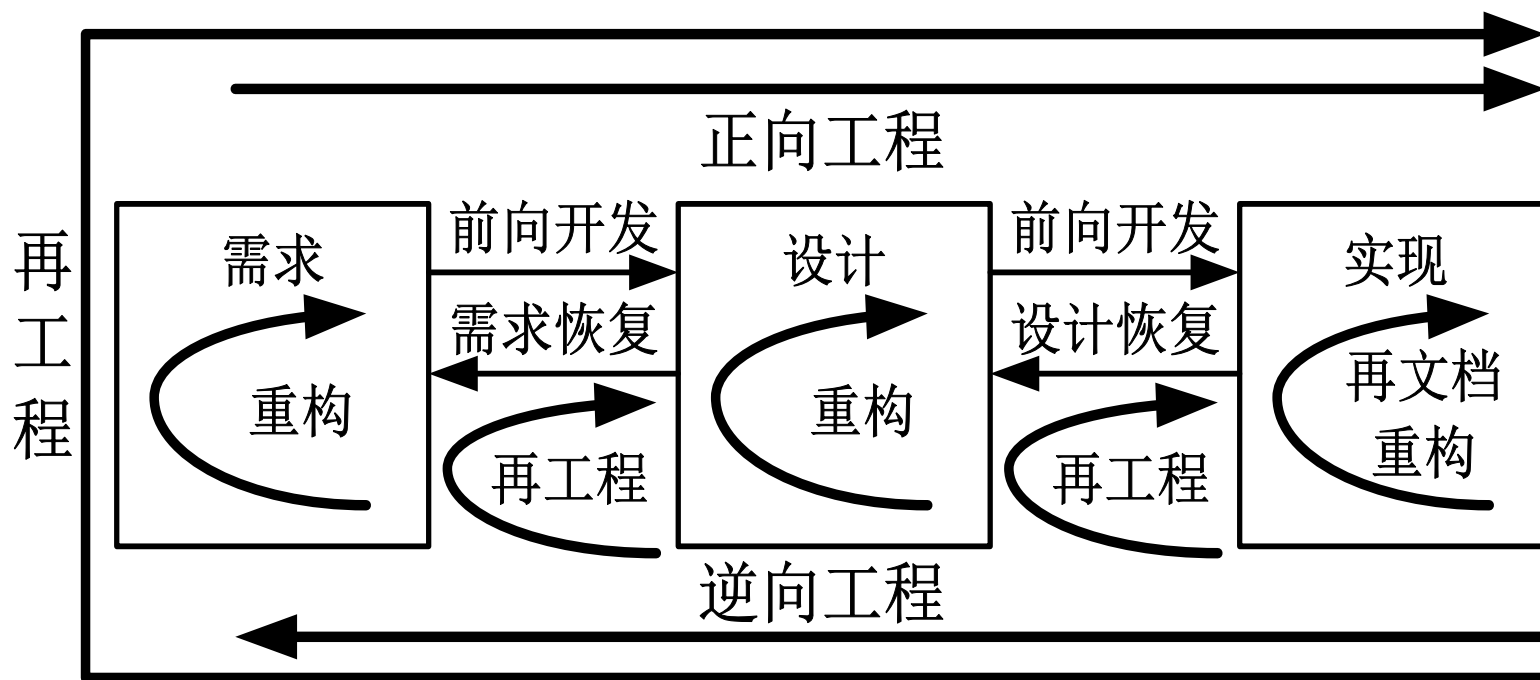 正向工程
再工程
需求
前向开发
需求恢复
重构
再工程
设计
前向开发
设计恢复
重构
再工程
实现
再文档
重构
逆向工程